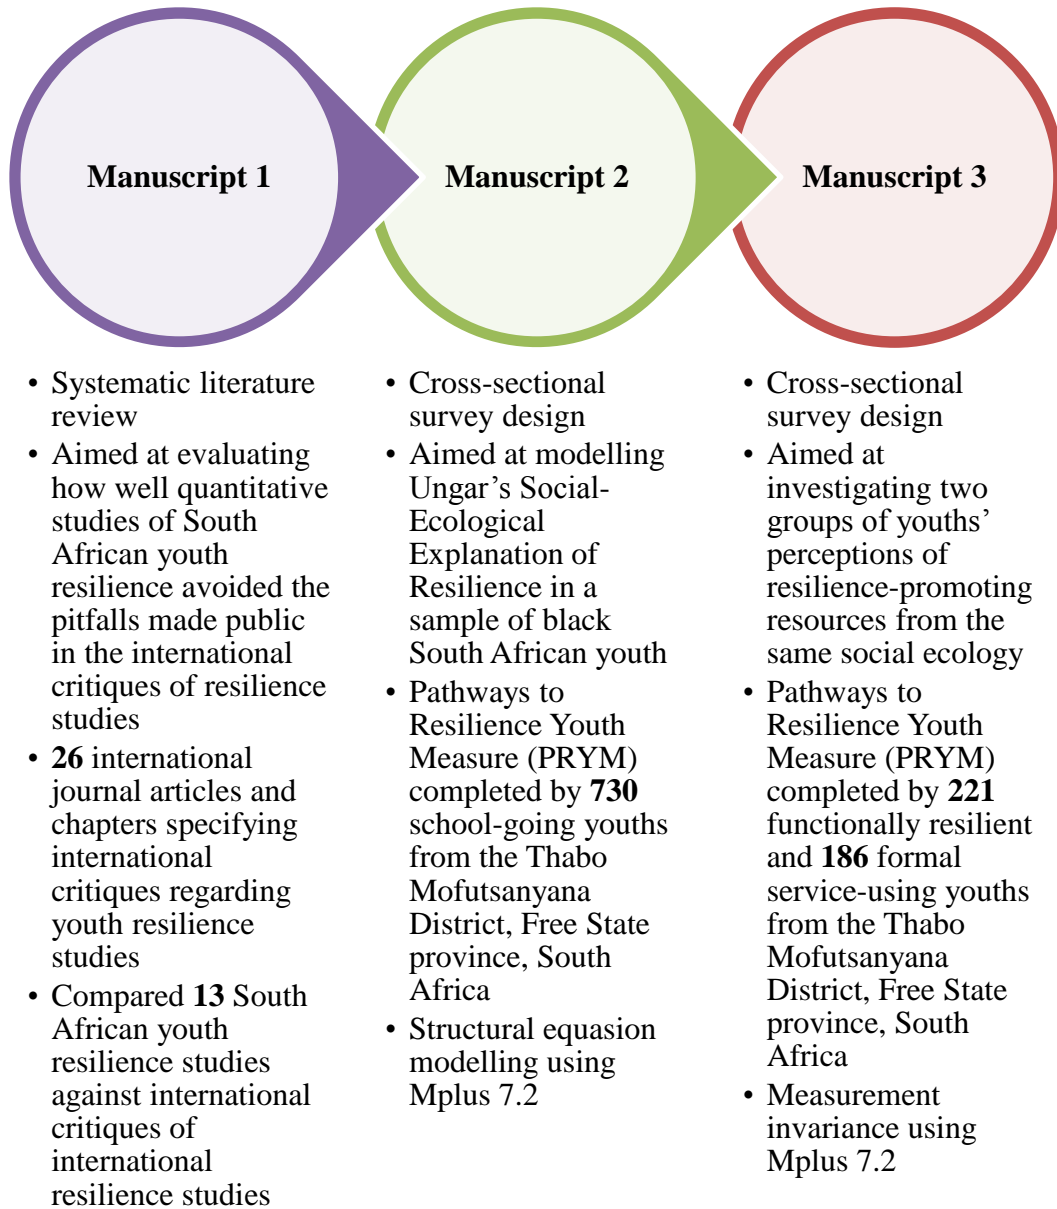 Manuscript 1
Manuscript 2
Manuscript 3
• Systematic literature
review
• Aimed at evaluating
how well quantitative
studies of South
African youth
resilience avoided the
pitfalls made public
in the international
critiques of resilience
studies
• 26 international
journal articles and
chapters specifying
international
critiques regarding
youth resilience
studies
• Compared 13 South
African youth
resilience studies
against international
critiques of
international
resilience studies
• Cross-sectional
survey design
• Aimed at modelling
Ungar’s Social-
Ecological
Explanation of
Resilience in a
sample of black
South African youth
• Pathways to
Resilience Youth
Measure (PRYM)
completed by 730
school-going youths
from the Thabo
Mofutsanyana
District, Free State
province, South
Africa
• Structural equasion
modelling using
Mplus 7.2
• Cross-sectional
survey design
• Aimed at
investigating two
groups of youths’
perceptions of
resilience-promoting
resources from the
same social ecology
• Pathways to
Resilience Youth
Measure (PRYM)
completed by 221
functionally resilient
and 186 formal
service-using youths
from the Thabo
Mofutsanyana
District, Free State
province, South
Africa
• Measurement
invariance using
Mplus 7.2